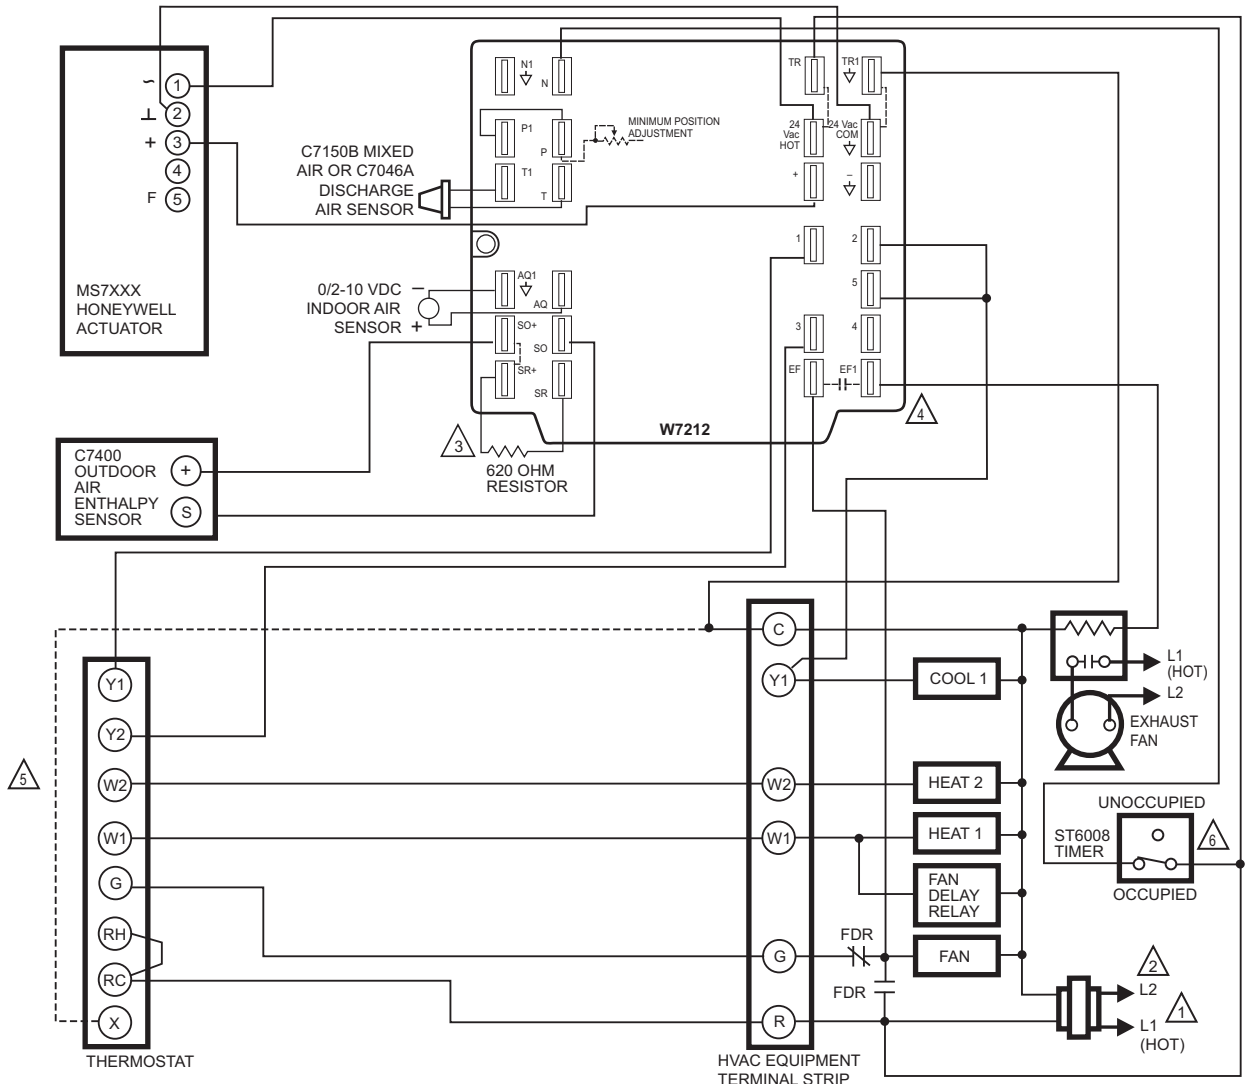 1
~
2
⊥
3
+
4
5
F
MS7XXX
HONEYWELL
ACTUATOR
C7150B MIXED
AIR OR C7046A
DISCHARGE
AIR SENSOR
0/2-10 VDC
INDOOR AIR
SENSOR
–
+
N1
N
P1
P
T1
T
MINIMUM POSITION
ADJUSTMENT
AQ1
AQ
SO+
SO
SR+
SR
TR
TR1
24
Vac
HOT
24 Vac
COM
+
–
1
2
5
3
4
EF
EF1
W7212
3
4
620 OHM
RESISTOR
C7400
OUTDOOR
AIR
ENTHALPY
SENSOR
+
S
5
Y1
Y2
W2
W1
G
RH
RC
X
THERMOSTAT
C
Y1
W2
W1
G
R
HVAC EQUIPMENT
TERMINAL STRIP
COOL 1
HEAT 2
HEAT 1
FAN
DELAY
RELAY
FDR
FAN
FDR
L1
(HOT)
L2
EXHAUST
FAN
UNOCCUPIED
ST6008
TIMER
6
OCCUPIED
2
L2
1
L1
(HOT)